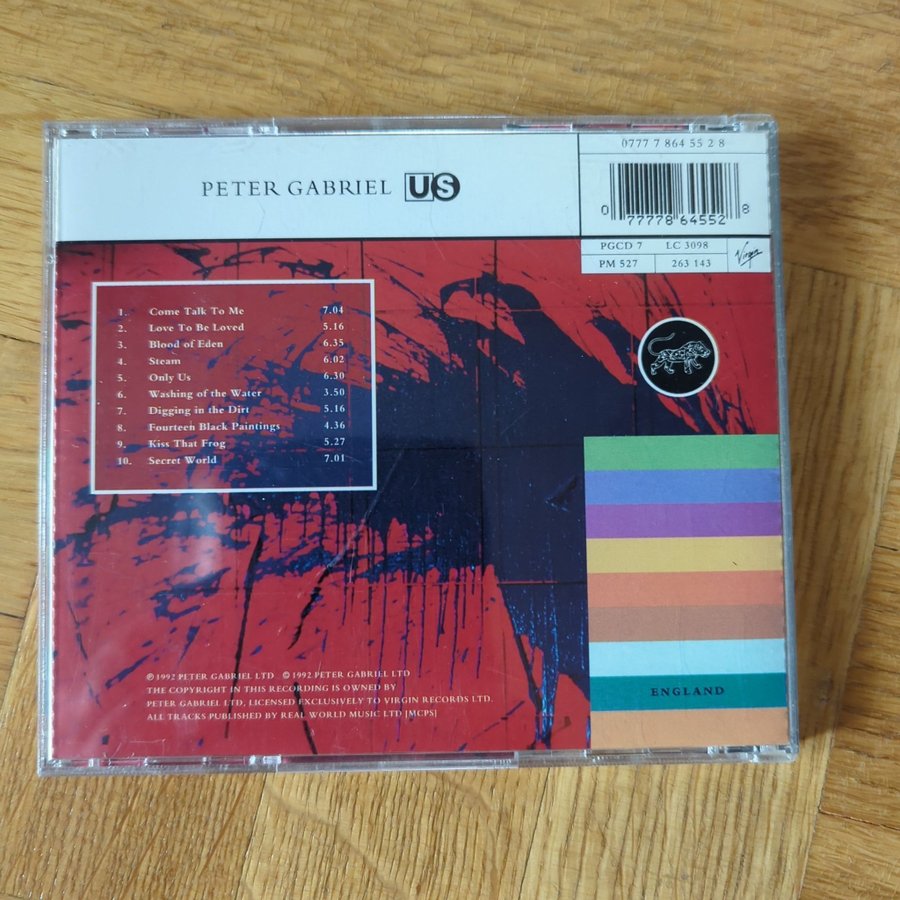 PETER GABRIEL US
0777 7 864 55 2 8
0 77778 64552 8
PGCD 7 LC 3098
PM 527 263 143
Virgin
1. Come Talk To Me 7.04
2. Love To Be Loved 5.16
3. Blood of Eden 6.35
4. Steam 6.02
5. Only Us 6.30
6. Washing of the Water 3.50
7. Digging in the Dirt 5.16
8. Fourteen Black Paintings 4.36
9. Kiss That Frog 5.27
10. Secret World 7.01
℗ 1992 PETER GABRIEL LTD © 1992 PETER GABRIEL LTD
THE COPYRIGHT IN THIS RECORDING IS OWNED BY
PETER GABRIEL LTD, LICENSED EXCLUSIVELY TO VIRGIN RECORDS LTD.
ALL TRACKS PUBLISHED BY REAL WORLD MUSIC LTD [MCPS]
ENGLAND